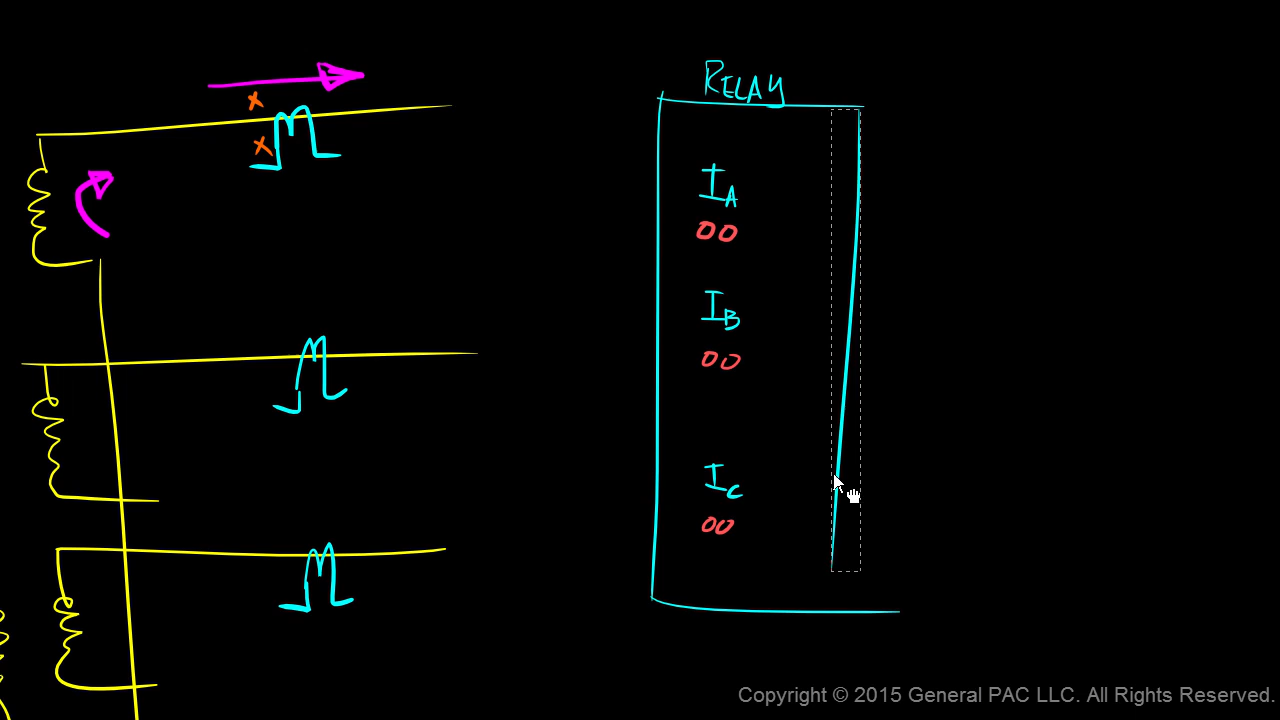 RELAY
IA
00
IB
00
IC
00
x
x
Copyright © 2015 General PAC LLC. All Rights Reserved.